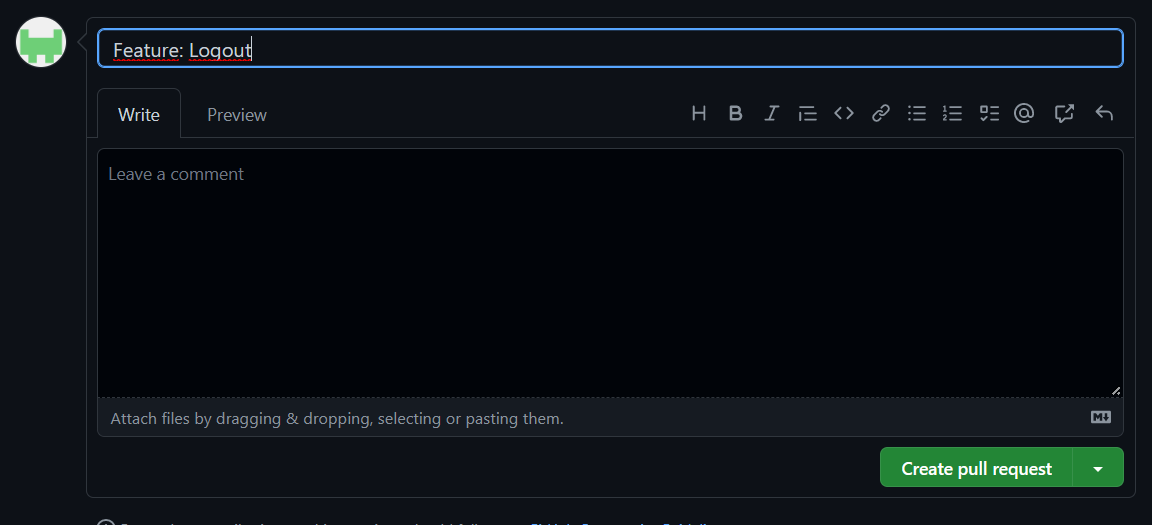 Feature: Logout
Write Preview
Leave a comment
Attach files by dragging & dropping, selecting or pasting them.
Create pull request